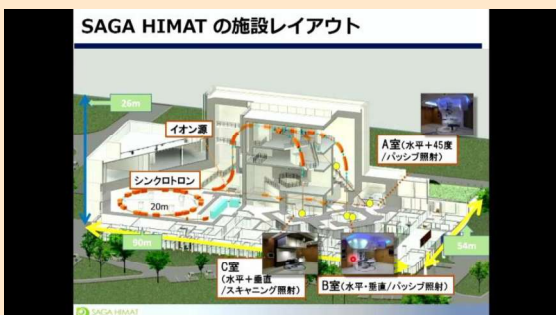 SAGA HIMAT の施設レイアウト
26m
イオン源
A室(水平+45度
/パッシブ照射)
シンクロトロン
20m
90m
54m
C室
(水平+垂直
/スキャニング照射)
B室(水平・垂直/パッシブ照射)
SAGA HIMAT